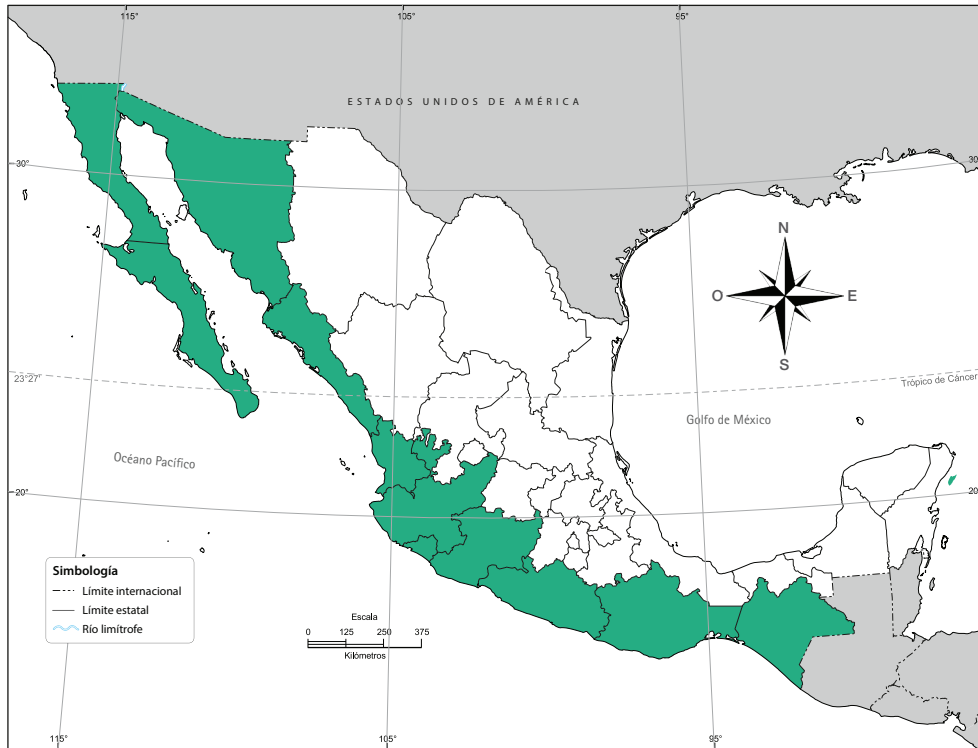 115°
105°
95°
ESTADOS UNIDOS DE AMÉRICA
30°
30°
N
O
E
S
23°27'
Trópico de Cáncer
Golfo de México
Océano Pacífico
20°
20°
Simbología
Límite internacional
Límite estatal
Río limítrofe
Escala
0 125 250 375
Kilómetros
115°
105°
95°